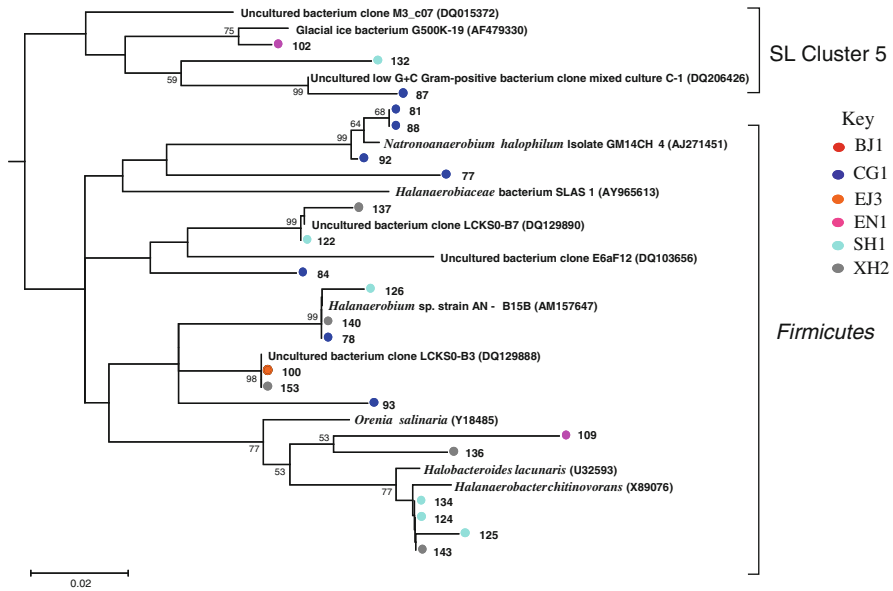 Uncultured bacterium clone M3_c07 (DQ015372)
75
Glacial ice bacterium G500K-19 (AF479330)
102
SL Cluster 5
132
59
Uncultured low G+C Gram-positive bacterium clone mixed culture C-1 (DQ206426)
99
87
81
68
88
64
99
Natronoanaerobium halophilum Isolate GM14CH 4 (AJ271451)
92
77
Halanaerobiaceae bacterium SLAS 1 (AY965613)
137
99
Uncultured bacterium clone LCKS0-B7 (DQ129890)
122
Uncultured bacterium clone E6aF12 (DQ103656)
84
126
Halanaerobium sp. strain AN - B15B (AM157647)
99
140
78
Uncultured bacterium clone LCKS0-B3 (DQ129888)
98
100
153
93
Orenia salinaria (Y18485)
77
109
53
136
53
Halobacteroides lacunaris (U32593)
77
Halanaerobacterchitinovorans (X89076)
134
124
125
143
Firmicutes
Key
BJ1
CG1
EJ3
EN1
SH1
XH2
0.02